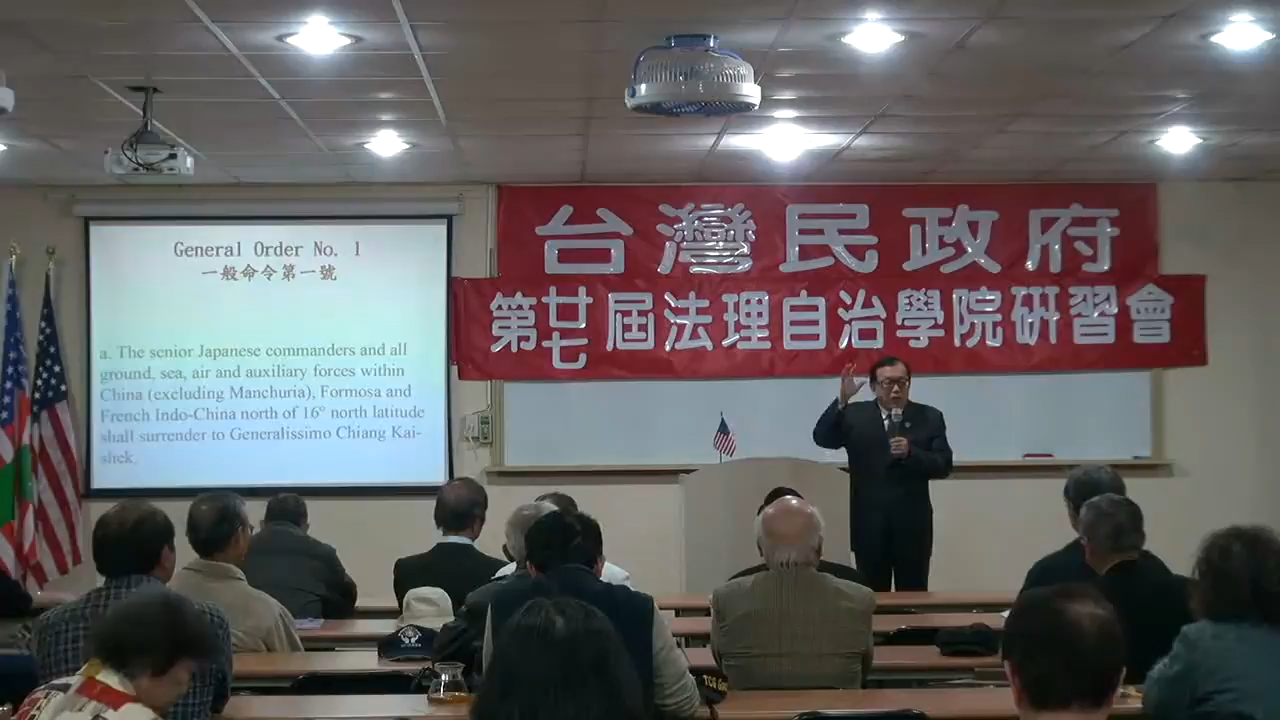 General Order No. 1
一般命令第一號
a. The senior Japanese commanders and all
ground, sea, air and auxiliary forces within
China (excluding Manchuria), Formosa and
French Indo-China north of 16° north latitude
shall surrender to Generalissimo Chiang Kai-
shek.
台灣民政府
第廿七屆法理自治學院研習會